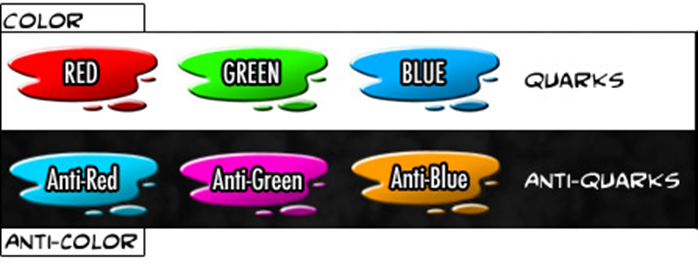 COLOR
RED GREEN BLUE QUARKS
Anti-Red Anti-Green Anti-Blue ANTI-QUARKS
ANTI-COLOR